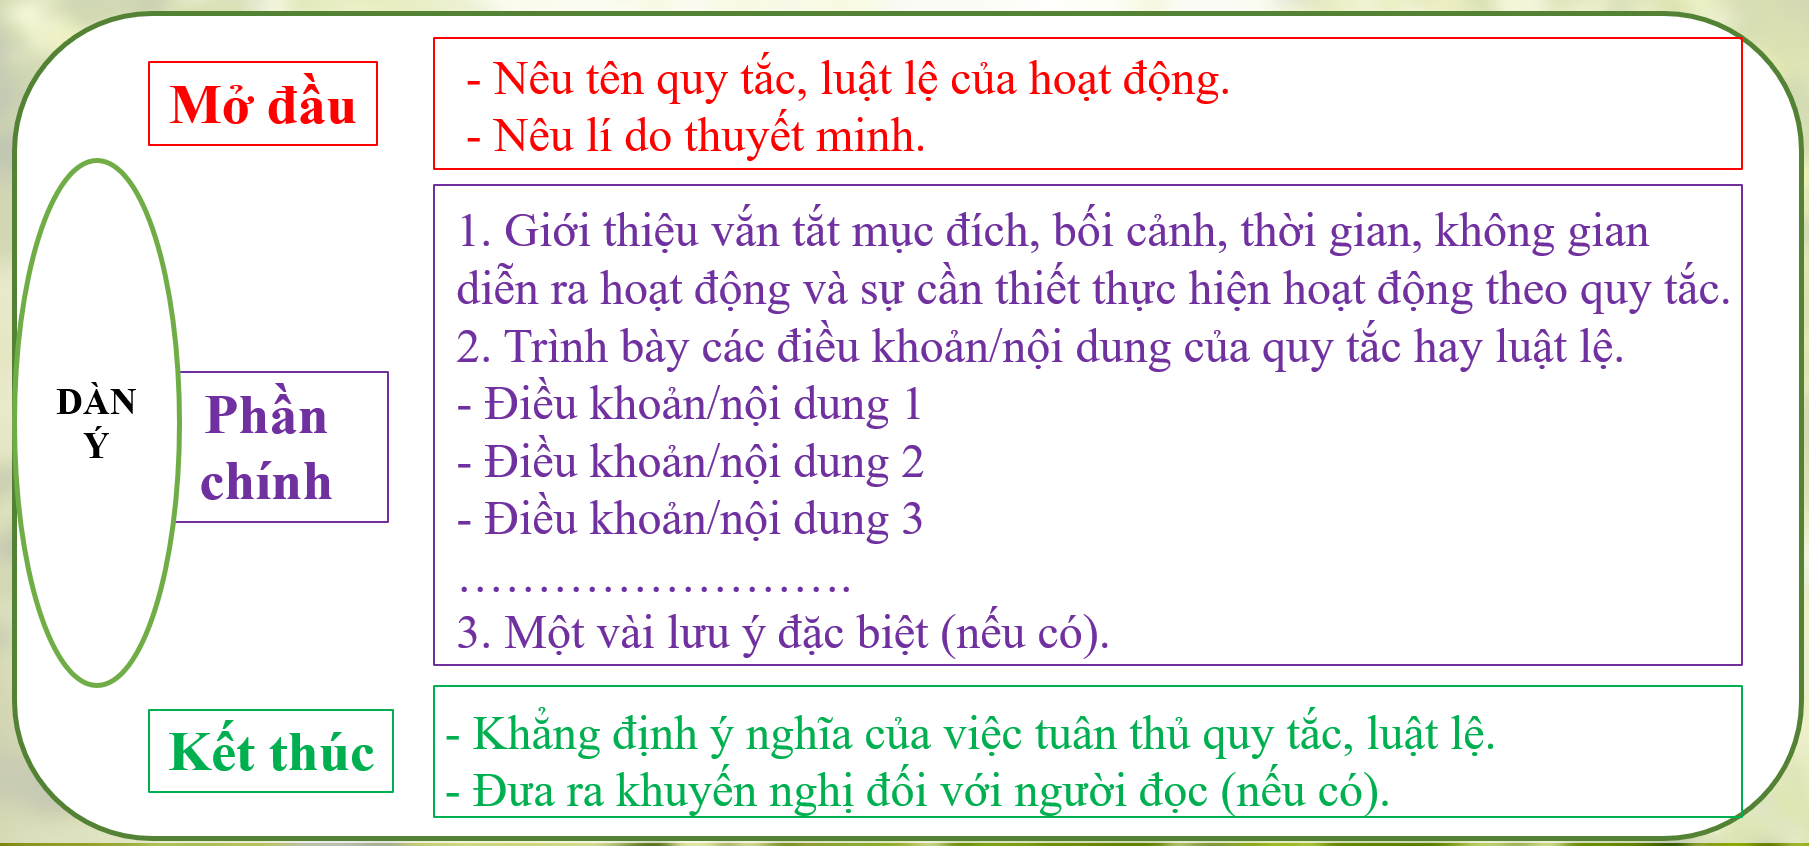 Mở đầu
- Nêu tên quy tắc, luật lệ của hoạt động.
- Nêu lí do thuyết minh.
DÀN
Ý
Phần
chính
1. Giới thiệu vắn tắt mục đích, bối cảnh, thời gian, không gian
diễn ra hoạt động và sự cần thiết thực hiện hoạt động theo quy tắc.
2. Trình bày các điều khoản/nội dung của quy tắc hay luật lệ.
- Điều khoản/nội dung 1
- Điều khoản/nội dung 2
- Điều khoản/nội dung 3
…………………….
3. Một vài lưu ý đặc biệt (nếu có).
Kết thúc
- Khẳng định ý nghĩa của việc tuân thủ quy tắc, luật lệ.
- Đưa ra khuyến nghị đối với người đọc (nếu có).